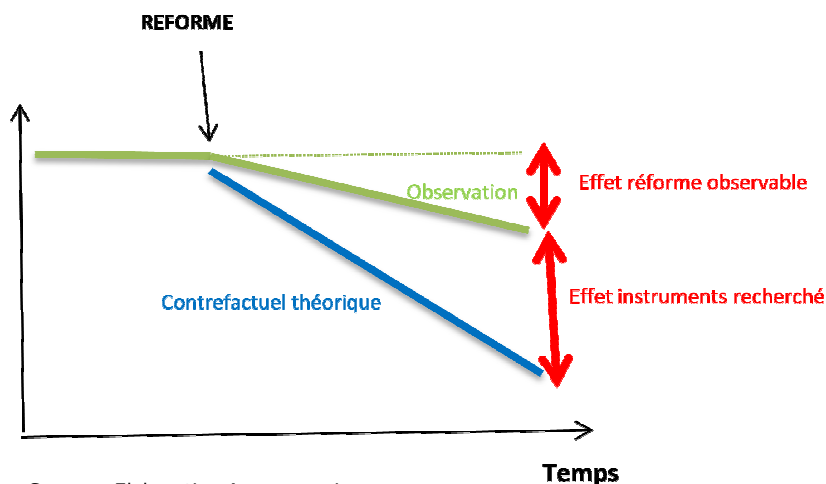 REFORME
Observation
Effet réforme observable
Contrefactuel théorique
Effet instruments recherché
Temps